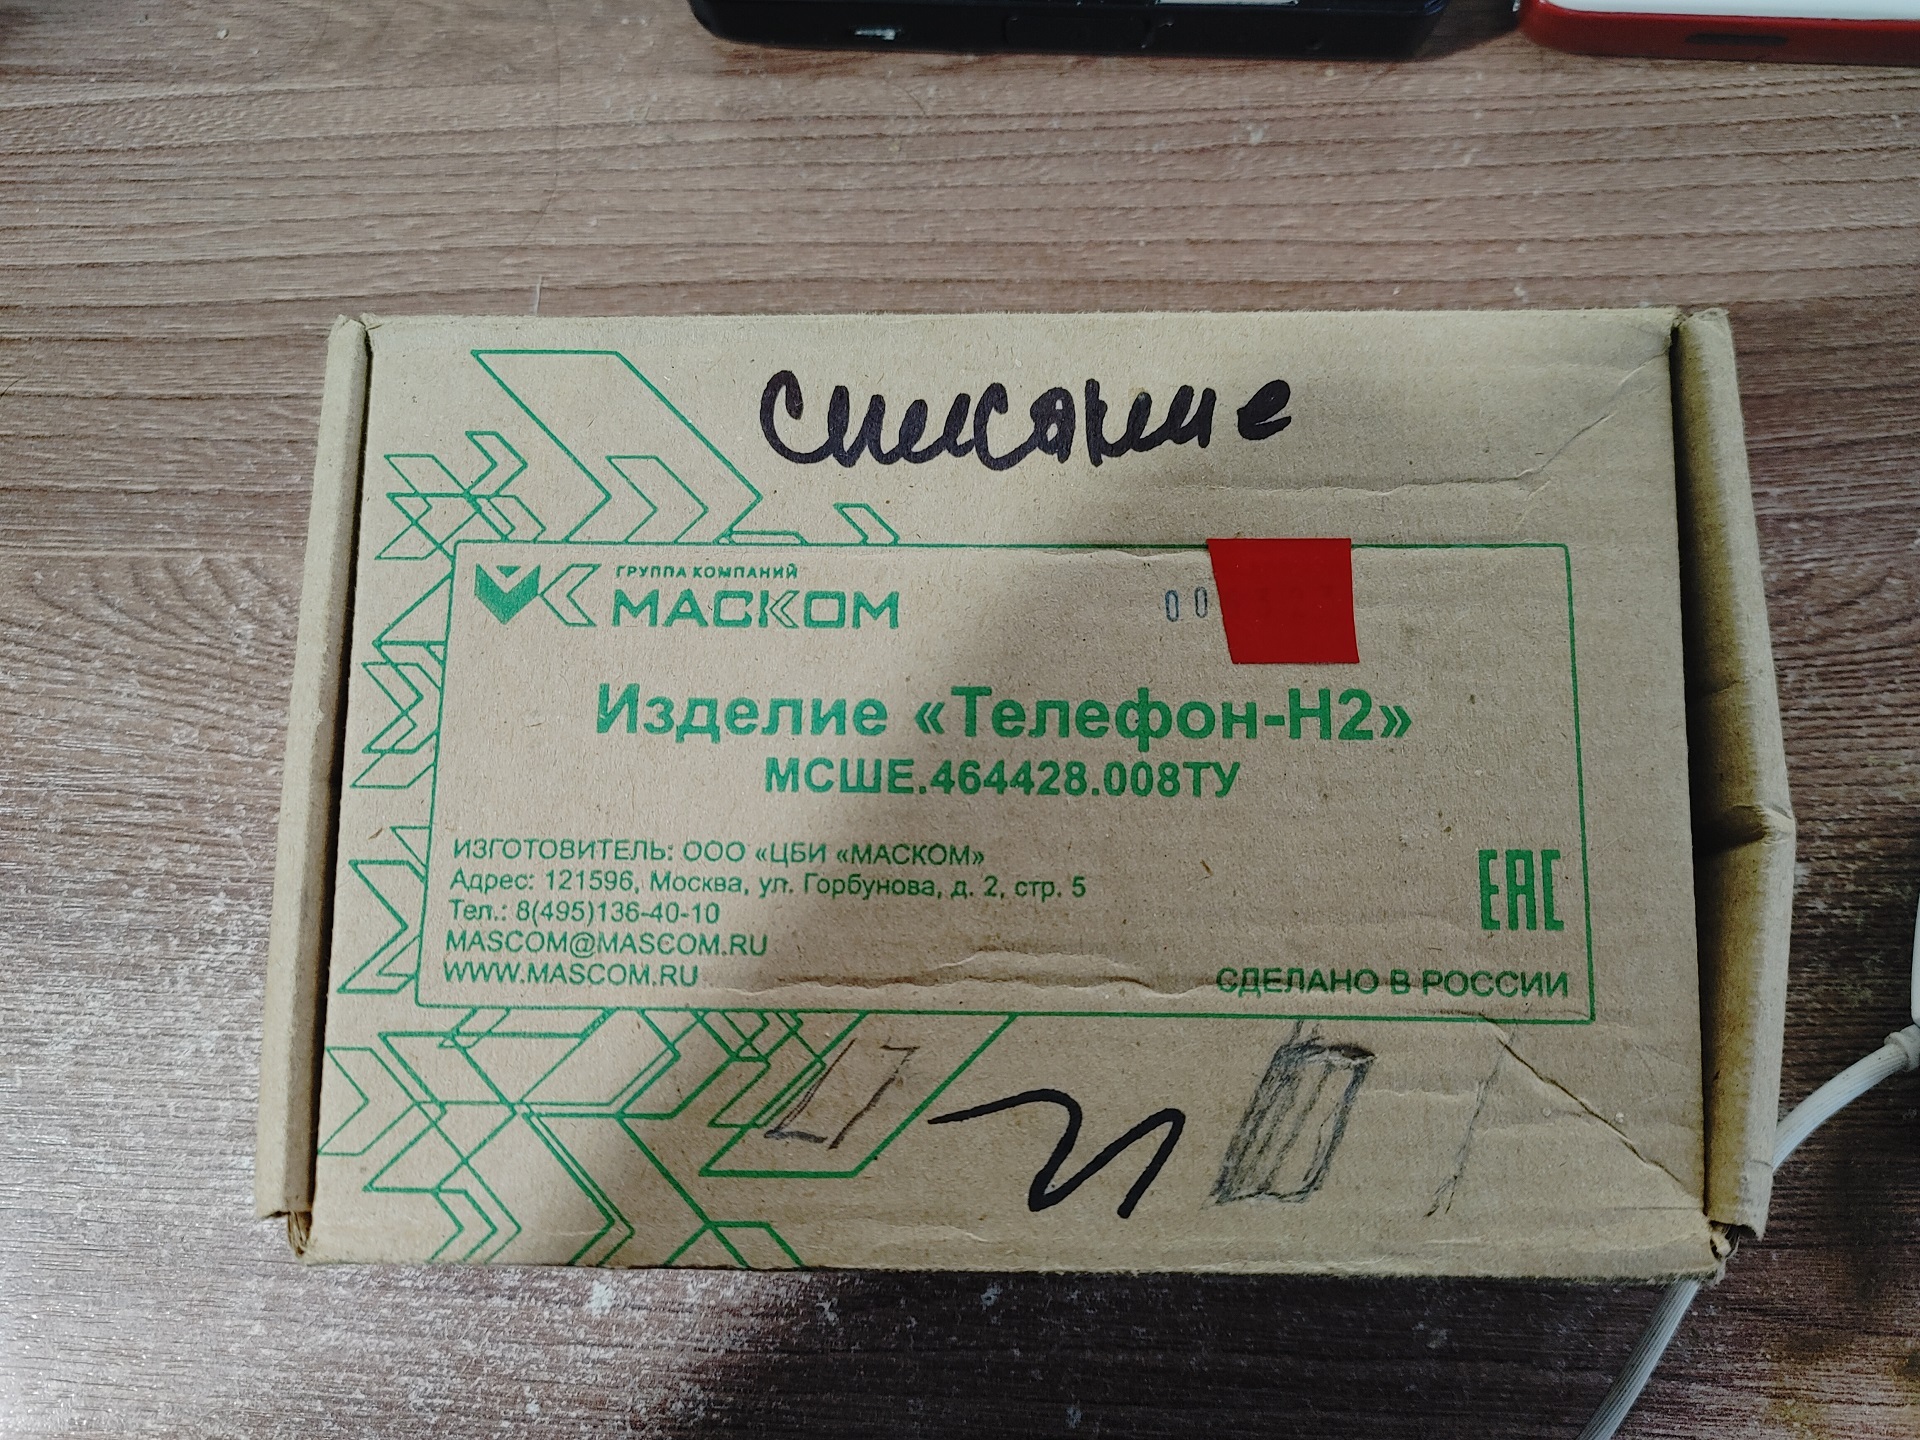 списание
ГРУППА КОМПАНИЙ
МАСКОМ
00
Изделие «Телефон-Н2»
МСШЕ.464428.008ТУ
ИЗГОТОВИТЕЛЬ: ООО «ЦБИ «МАСКОМ»
Адрес: 121596, Москва, ул. Горбунова, д. 2, стр. 5
Тел.: 8(495)136-40-10
MASCOM@MASCOM.RU
WWW.MASCOM.RU
EAC
СДЕЛАНО В РОССИИ